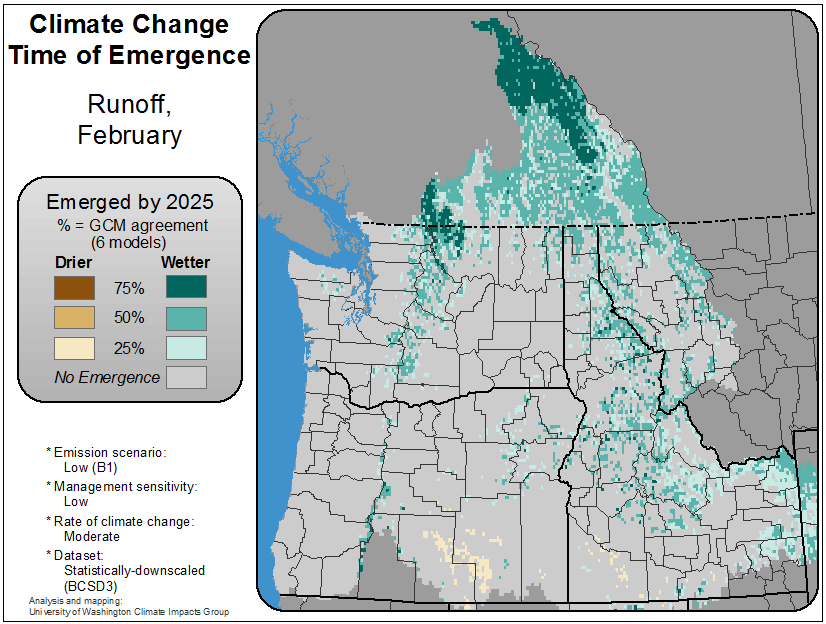 Climate Change
Time of Emergence
Runoff,
February
Emerged by 2025
% = GCM agreement
(6 models)
Drier Wetter
75%
50%
25%
No Emergence
* Emission scenario:
Low (B1)
* Management sensitivity:
Low
* Rate of climate change:
Moderate
* Dataset:
Statistically-downscaled
(BCSD3)
Analysis and mapping:
University of Washington Climate Impacts Group